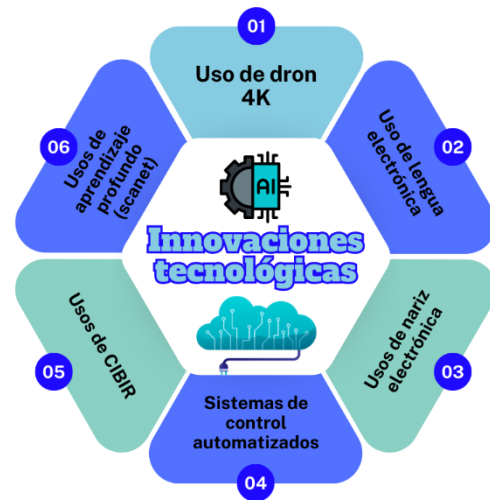 01
Uso de dron
4K
02
Uso de lengua
electrónica
03
Usos de nariz
electrónica
04
Sistemas de
control
automatizados
05
Usos de CIBIR
06
Usos de
aprendizaje
profundo
(scanet)
AI
Innovaciones
tecnológicas